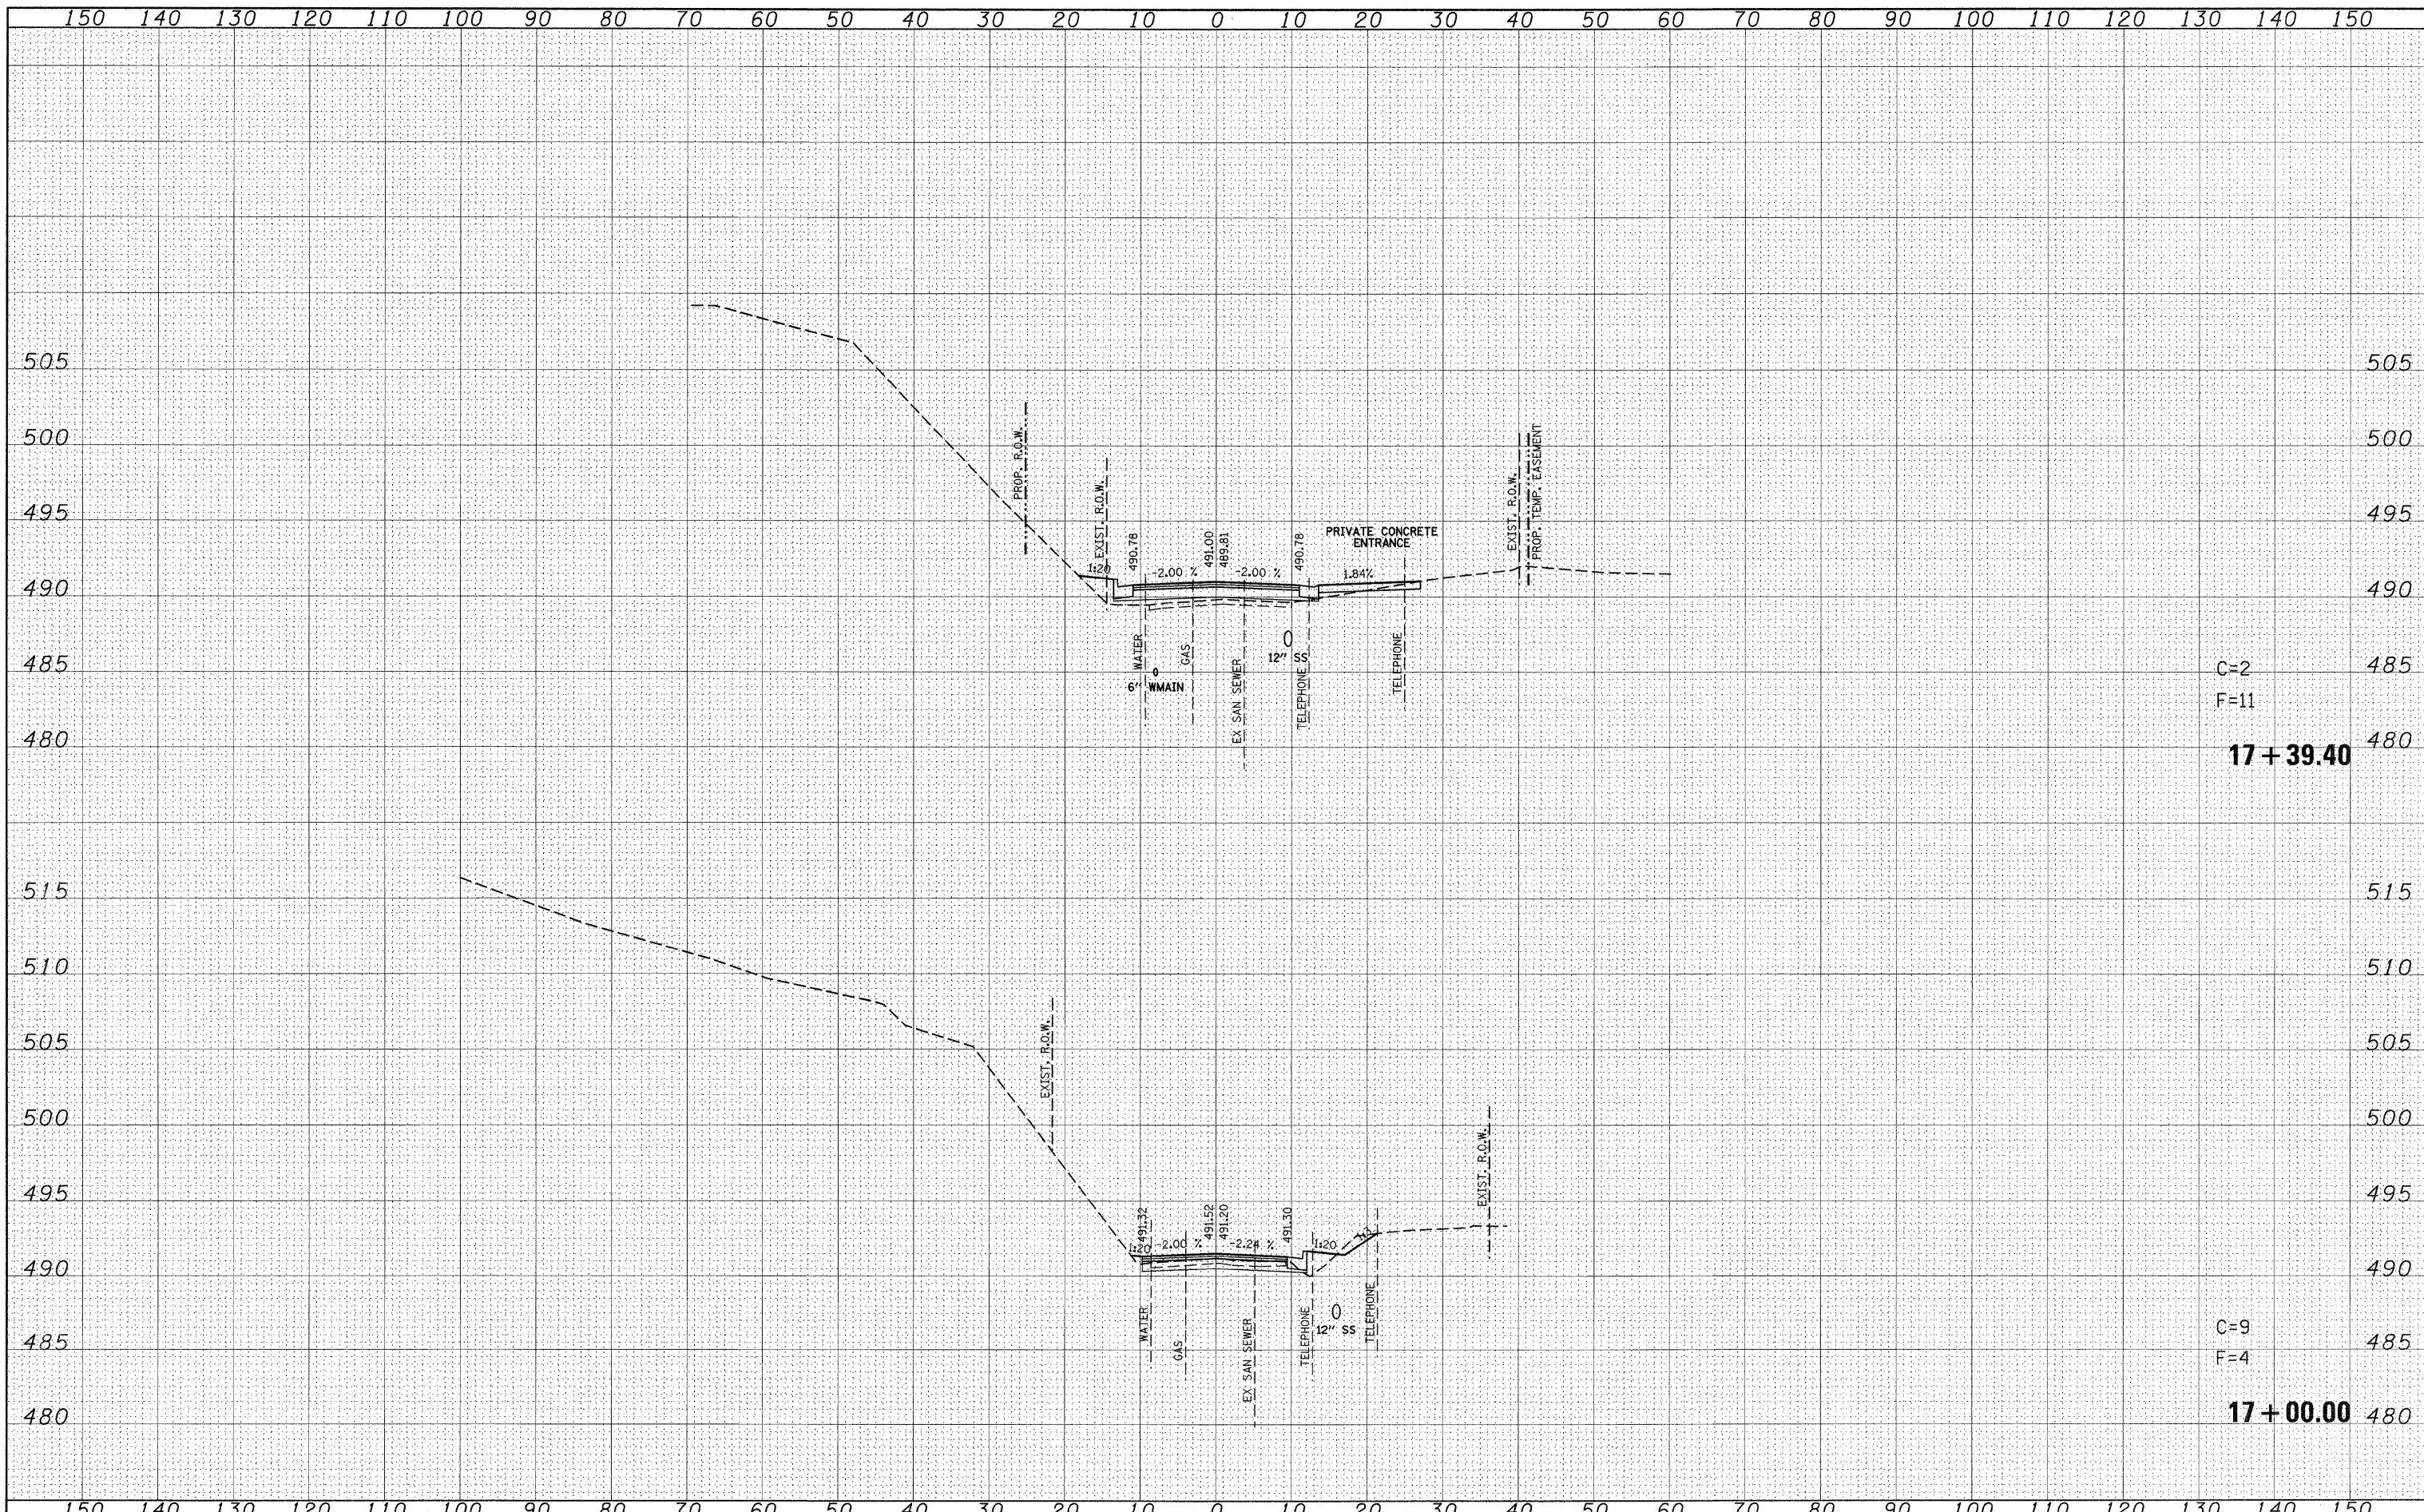 150 140 130 120 110 100 90 80 70 60 50 40 30 20 10 0 10 20 30 40 50 60 70 80 90 100 110 120 130 140 150
505 505
500 500
495 495
490 490
485 485
480 480
PROP. R.O.W.
EXIST. R.O.W.
490.78
491.00
489.81
490.78
PRIVATE CONCRETE
ENTRANCE
EXIST. R.O.W.
PROP. TEMP. EASEMENT
1:20
-2.00 %
-2.00 %
1.84%
WATER
6" WMAIN
GAS
EX SAN SEWER
12" SS
TELEPHONE
TELEPHONE
C=2
F=11
17+39.40
515 515
510 510
505 505
500 500
495 495
490 490
485 485
480 480
EXIST. R.O.W.
491.32
491.52
491.20
491.30
EXIST. R.O.W.
1:20
-2.00 %
-2.24 %
1:20
1:3
WATER
GAS
EX SAN SEWER
TELEPHONE
12" SS
TELEPHONE
C=9
F=4
17+00.00
150 140 130 120 110 100 90 80 70 60 50 40 30 20 10 0 10 20 30 40 50 60 70 80 90 100 110 120 130 140 150